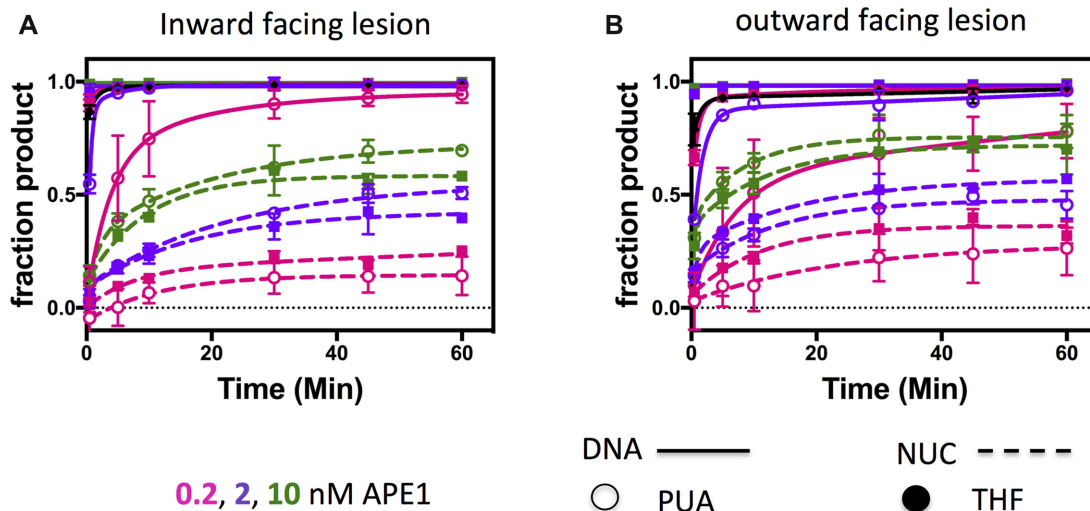 A Inward facing lesion
B outward facing lesion
fraction product
1.0
0.5
0.0
0 20 40 60
Time (Min)
fraction product
1.0
0.5
0.0
0 20 40 60
Time (Min)
DNA NUC
PUA THF
0.2, 2, 10 nM APE1